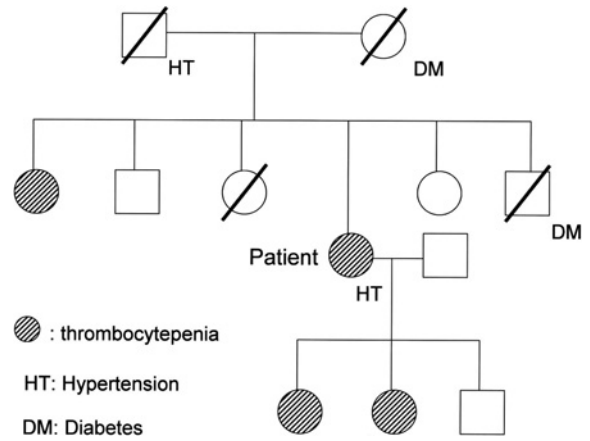 HT
DM
DM
Patient
HT
: thrombocytepenia
HT: Hypertension
DM: Diabetes